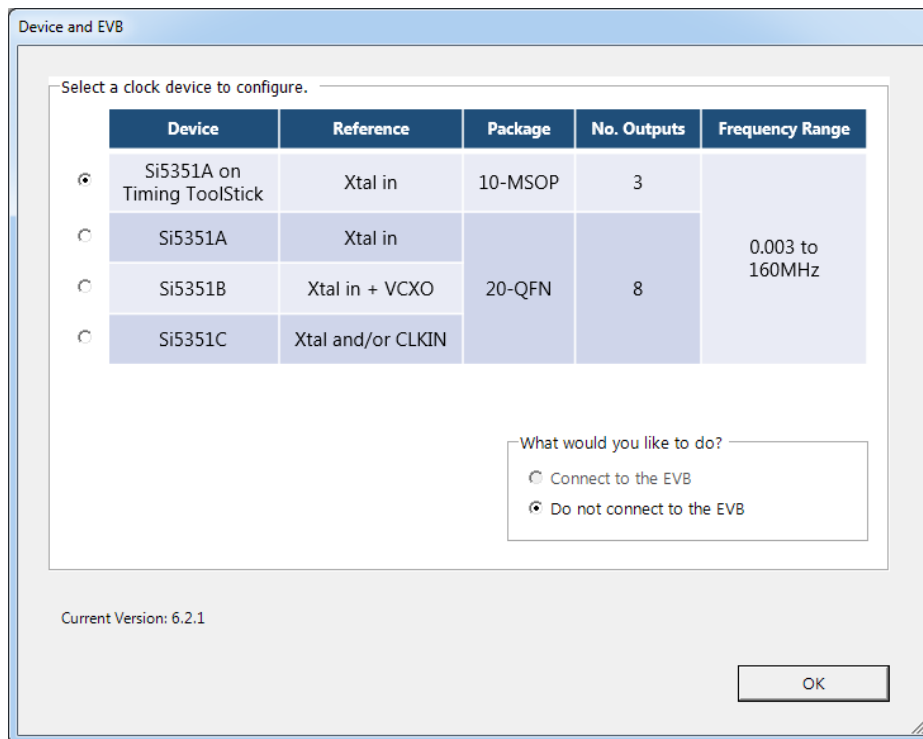 Device and EVB
Select a clock device to configure.
Device Reference Package No. Outputs Frequency Range
Si5351A on
Timing ToolStick
Xtal in 10-MSOP 3
Si5351A Xtal in
0.003 to
160MHz
Si5351B Xtal in + VCXO 20-QFN 8
Si5351C Xtal and/or CLKIN
What would you like to do?
Connect to the EVB
Do not connect to the EVB
Current Version: 6.2.1
OK